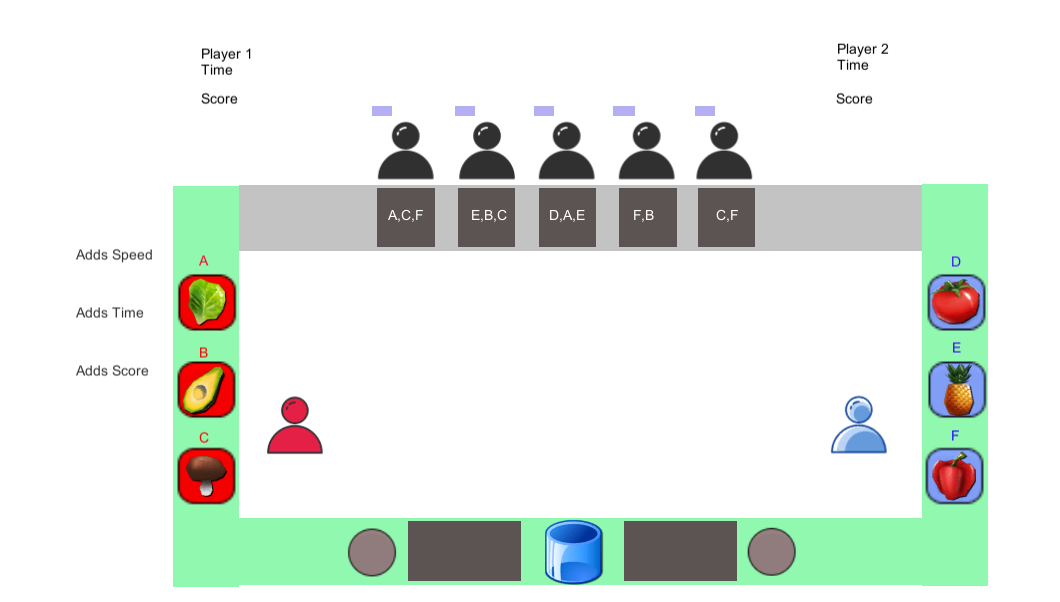 Player 1
Time
Score
Player 2
Time
Score
A,C,F
E,B,C
D,A,E
F,B
C,F
Adds Speed
Adds Time
Adds Score
A
B
C
D
E
F